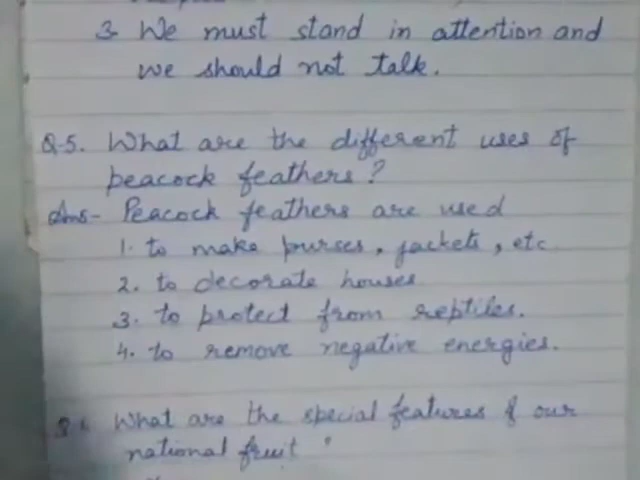 3. We must stand in attention and
we should not talk.
Q-5. What are the different uses of
peacock feathers?
Ans- Peacock feathers are used
1. to make purses, jackets, etc
2. to decorate houses
3. to protect from reptiles.
4. to remove negative energies.
What are the special features of our
national fruit ?